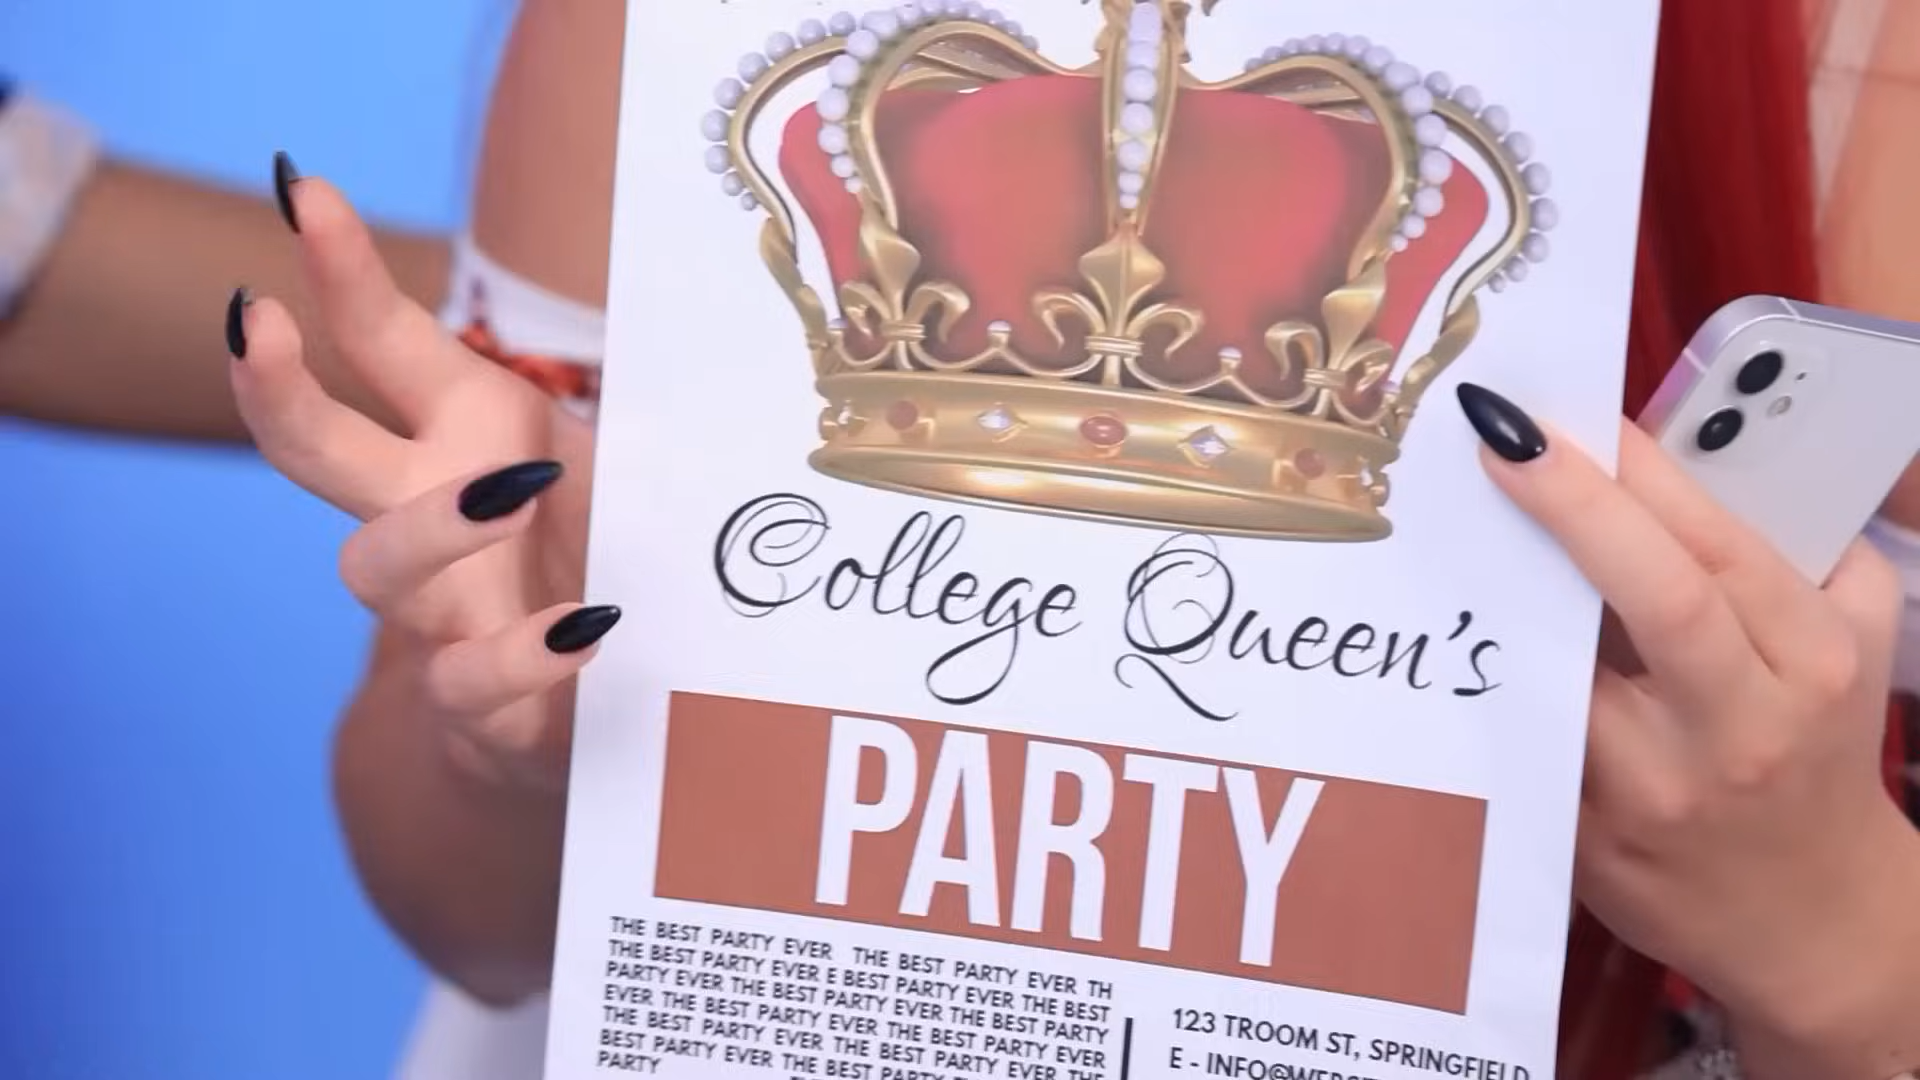 College Queen's
PARTY
THE BEST PARTY EVER THE BEST PARTY EVER TH
THE BEST PARTY EVER E BEST PARTY EVER THE BEST
PARTY EVER THE BEST PARTY EVER THE BEST PARTY
EVER THE BEST PARTY EVER THE BEST PARTY EVER
THE BEST PARTY EVER THE BEST PARTY EVER THE
BEST PARTY EVER THE BEST PARTY
PARTY
123 TROOM ST, SPRINGFIELD
E - INFO@WEBST